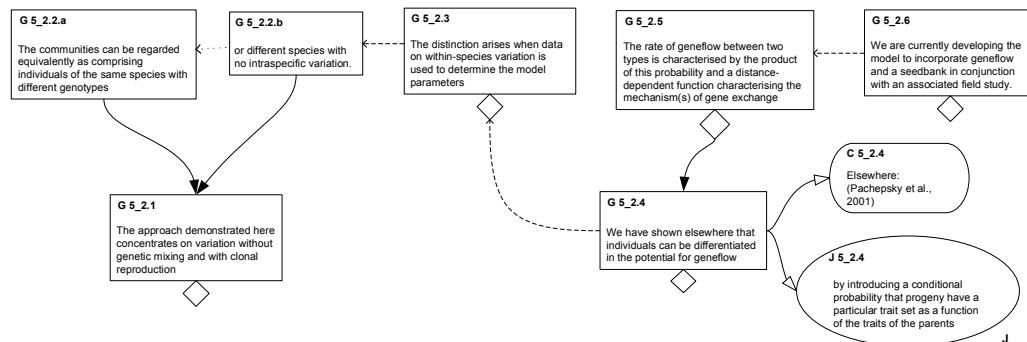 G 5_2.2.a
The communities can be regarded
equivalently as comprising
individuals of the same species with
different genotypes
G 5_2.2.b
or different species with
no intraspecific variation.
G 5_2.3
The distinction arises when data
on within-species variation is
used to determine the model
parameters
G 5_2.5
The rate of geneflow between two
types is characterised by the product
of this probability and a distance-
dependent function characterising the
mechanism(s) of gene exchange
G 5_2.6
We are currently developing the
model to incorporate geneflow
and a seedbank in conjunction
with an associated field study.
G 5_2.1
The approach demonstrated here
concentrates on variation without
genetic mixing and with clonal
reproduction
G 5_2.4
We have shown elsewhere that
individuals can be differentiated
in the potential for geneflow
C 5_2.4
Elsewhere:
(Pachepsky et al.,
2001)
J 5_2.4
by introducing a conditional
probability that progeny have a
particular trait set as a function
of the traits of the parents
J